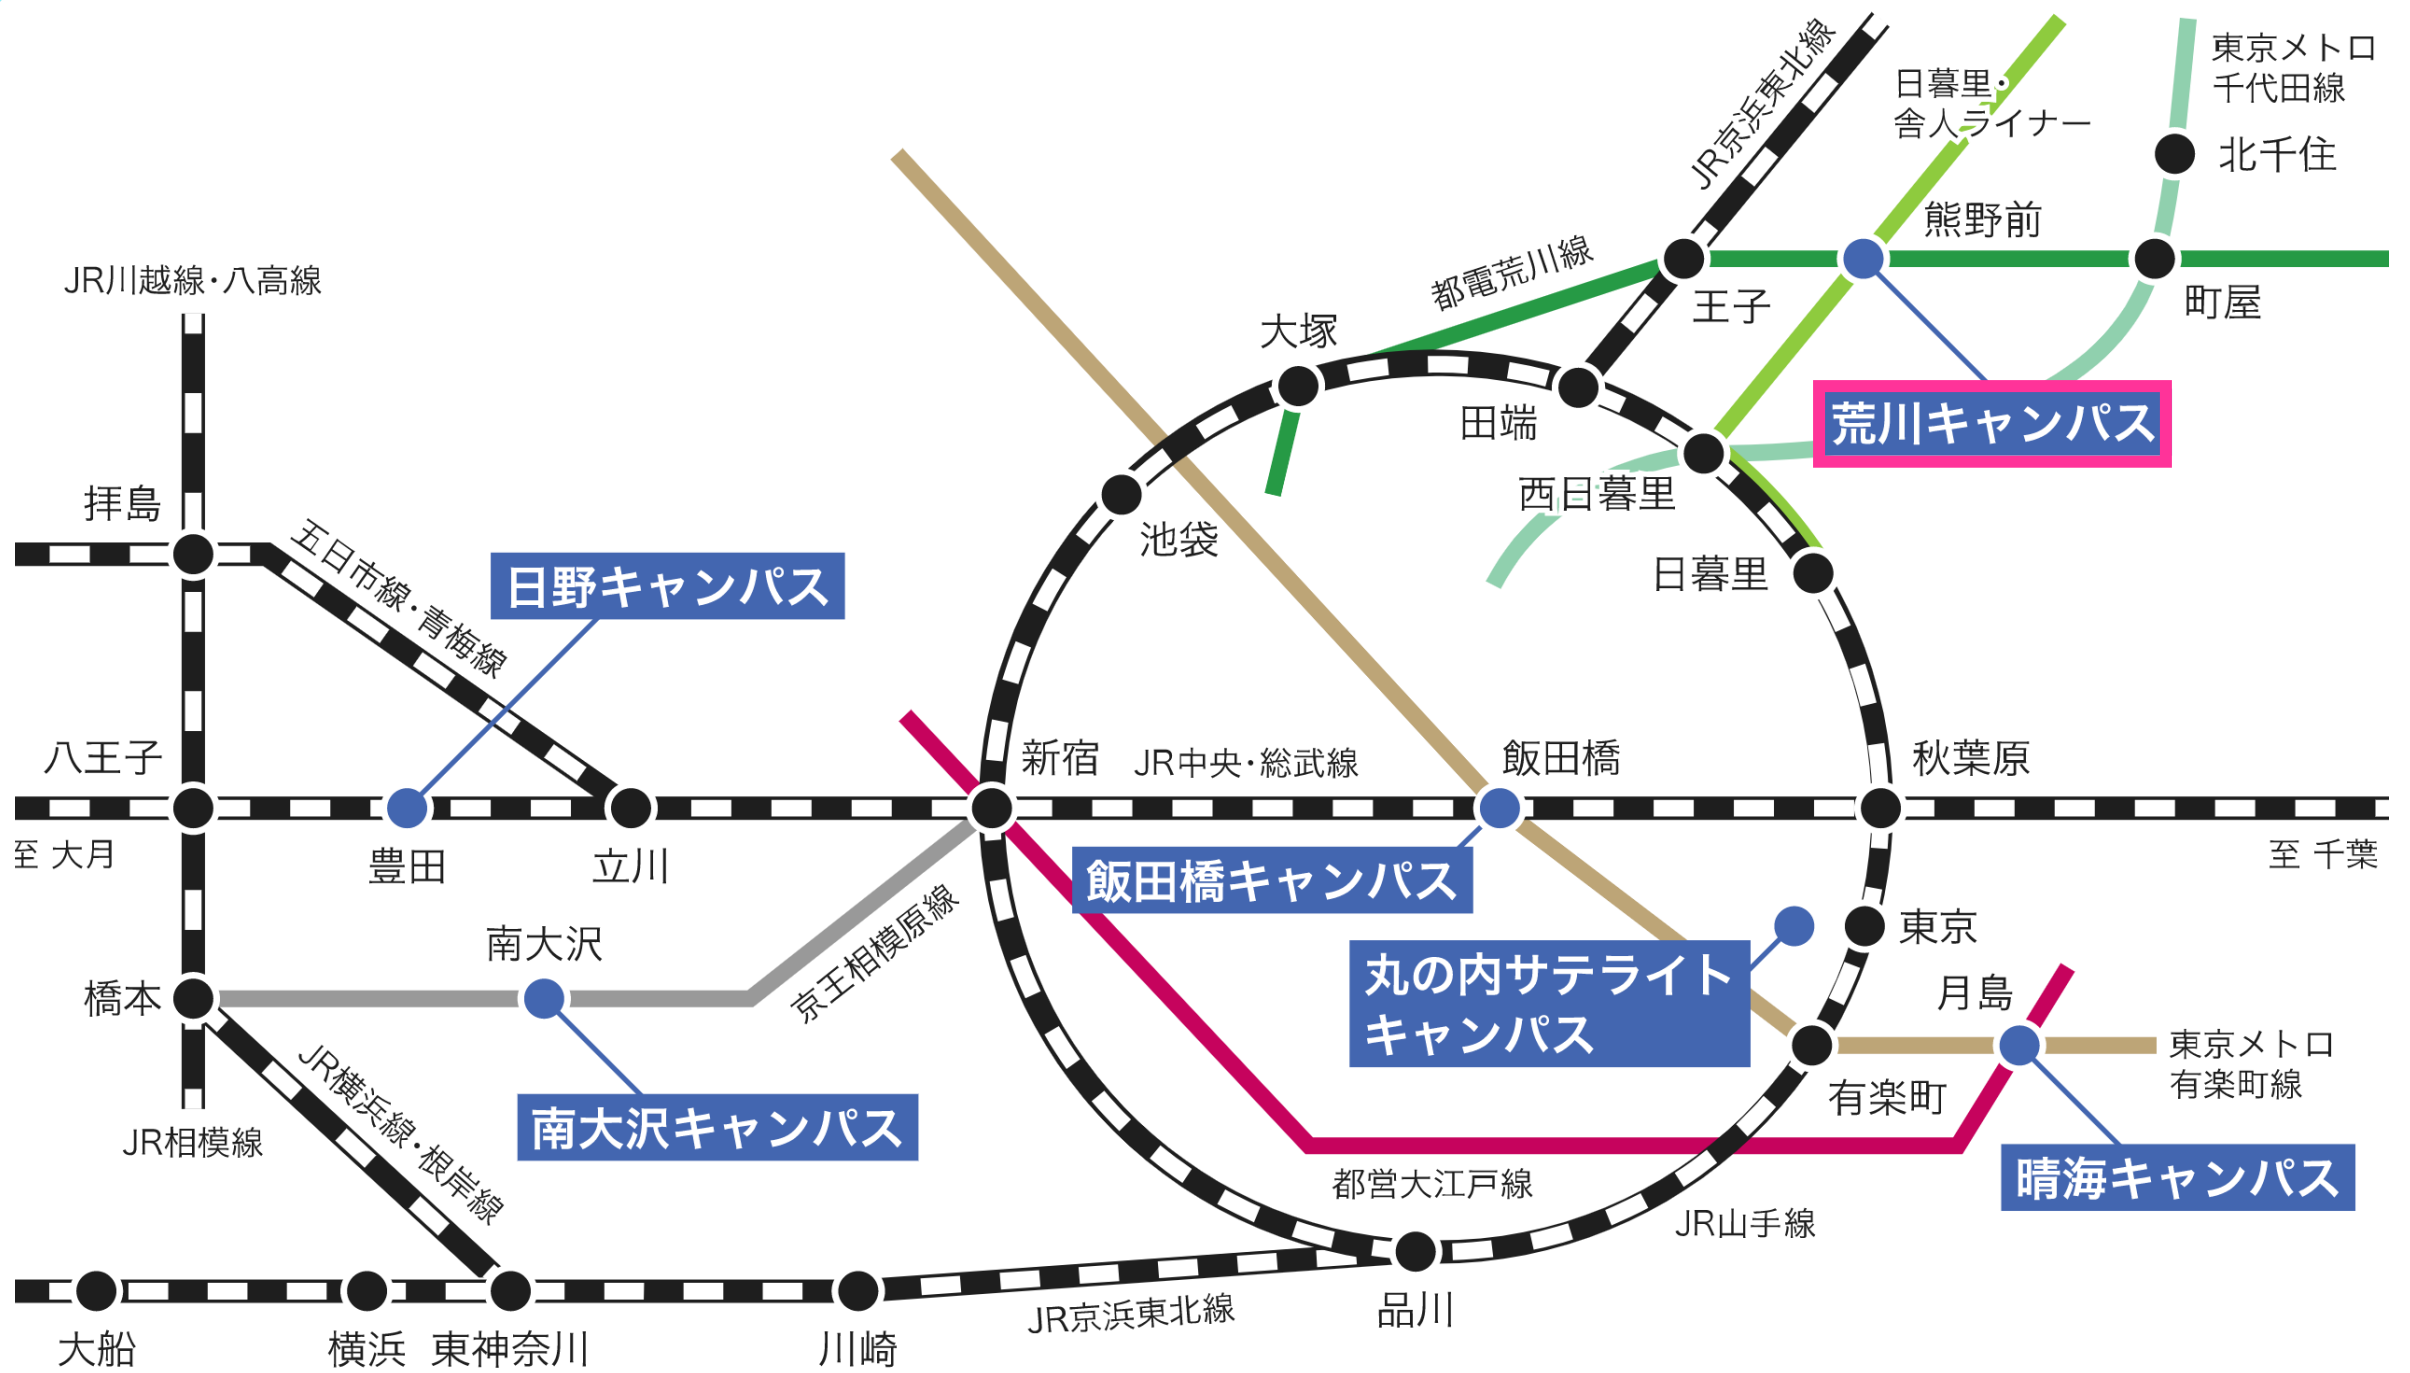 JR京浜東北線
日暮里・
舎人ライナー
東京メトロ
千代田線
北千住
熊野前
都電荒川線
王子
町屋
JR川越線・八高線
大塚
田端
荒川キャンパス
西日暮里
拝島
五日市線・青梅線
池袋
日暮里
日野キャンパス
八王子
新宿
JR中央・総武線
飯田橋
秋葉原
至 大月
豊田
立川
飯田橋キャンパス
至 千葉
京王相模原線
南大沢
東京
丸の内サテライト
キャンパス
橋本
月島
東京メトロ
有楽町線
有楽町
JR横浜線・根岸線
南大沢キャンパス
JR相模線
都営大江戸線
晴海キャンパス
JR山手線
JR京浜東北線
品川
大船
横浜
東神奈川
川崎